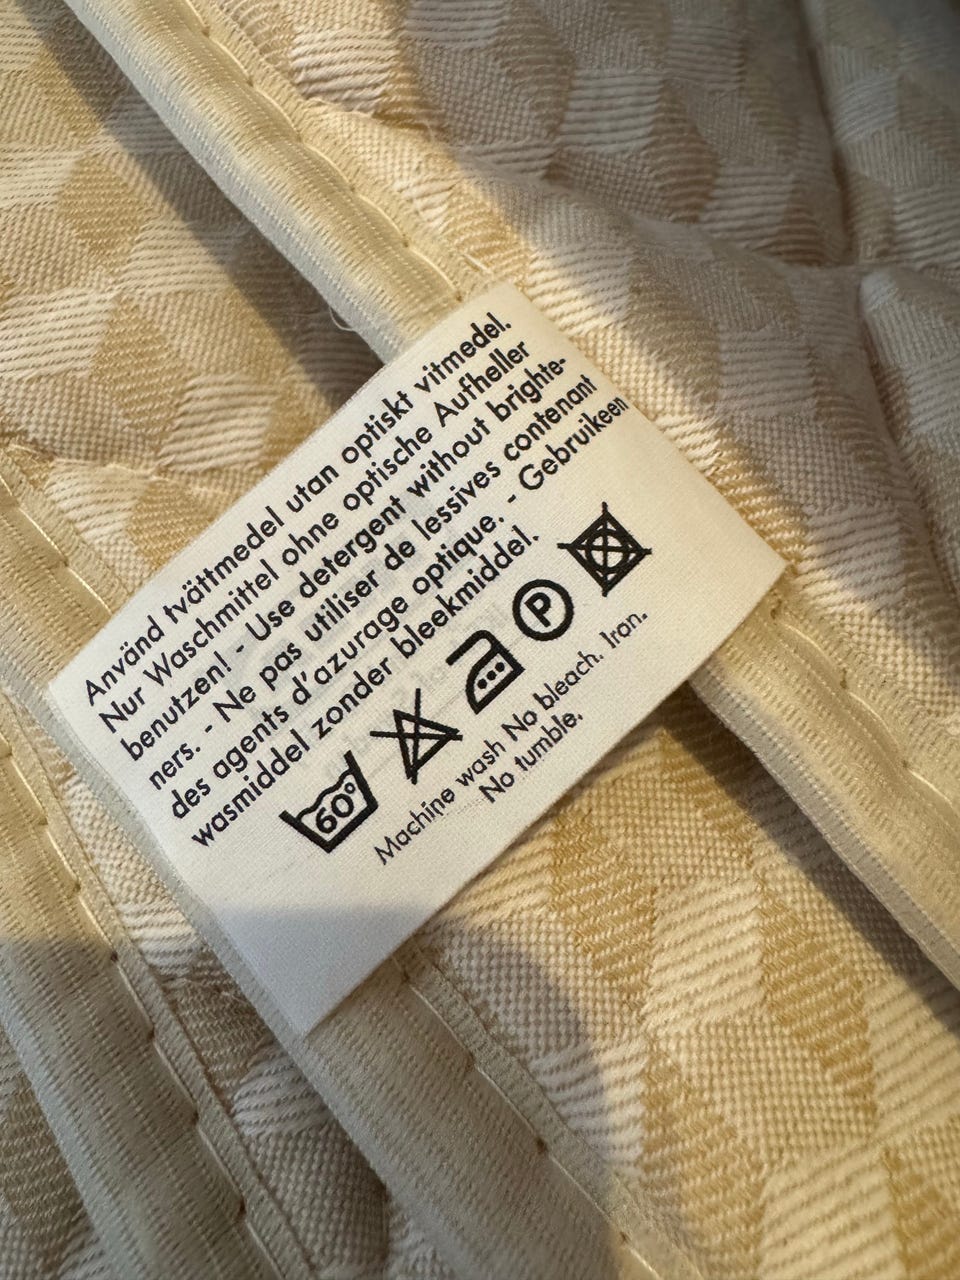 Använd tvättmedel utan optiskt vitmedel.
Nur Waschmittel ohne optische Aufheller
benutzen! - Use detergent without brighte-
ners. - Ne pas utiliser de lessives contenant
des agents d'azurage optique. - Gebruikeen
wasmiddel zonder bleekmiddel.
60°
P
Machine wash No bleach. Iron.
No tumble.